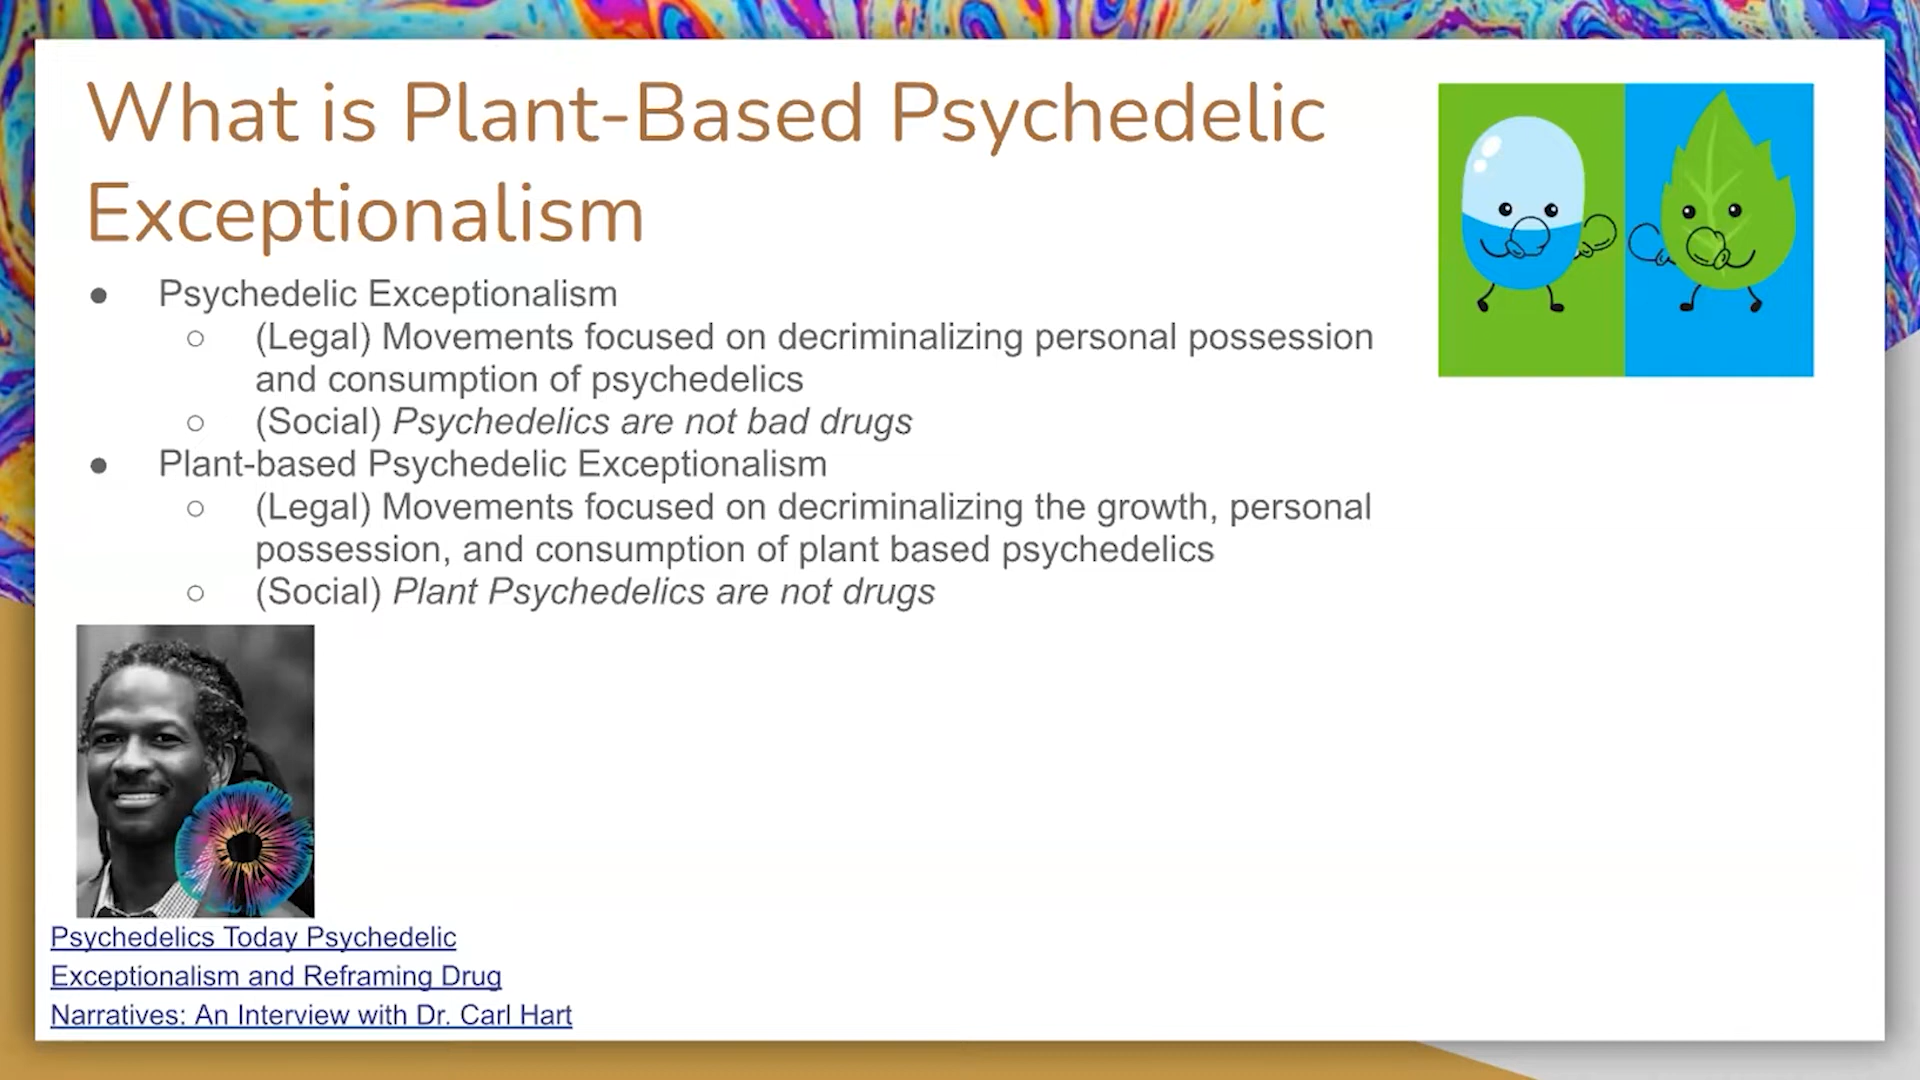 What is Plant-Based Psychedelic
Exceptionalism
● Psychedelic Exceptionalism
○ (Legal) Movements focused on decriminalizing personal possession
and consumption of psychedelics
○ (Social) Psychedelics are not bad drugs
● Plant-based Psychedelic Exceptionalism
○ (Legal) Movements focused on decriminalizing the growth, personal
possession, and consumption of plant based psychedelics
○ (Social) Plant Psychedelics are not drugs
Psychedelics Today Psychedelic
Exceptionalism and Reframing Drug
Narratives: An Interview with Dr. Carl Hart